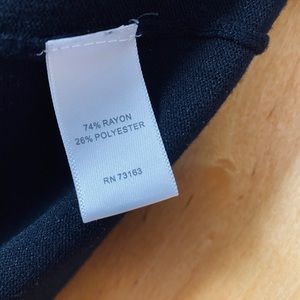 74% RAYON
26% POLYESTER
RN 73163